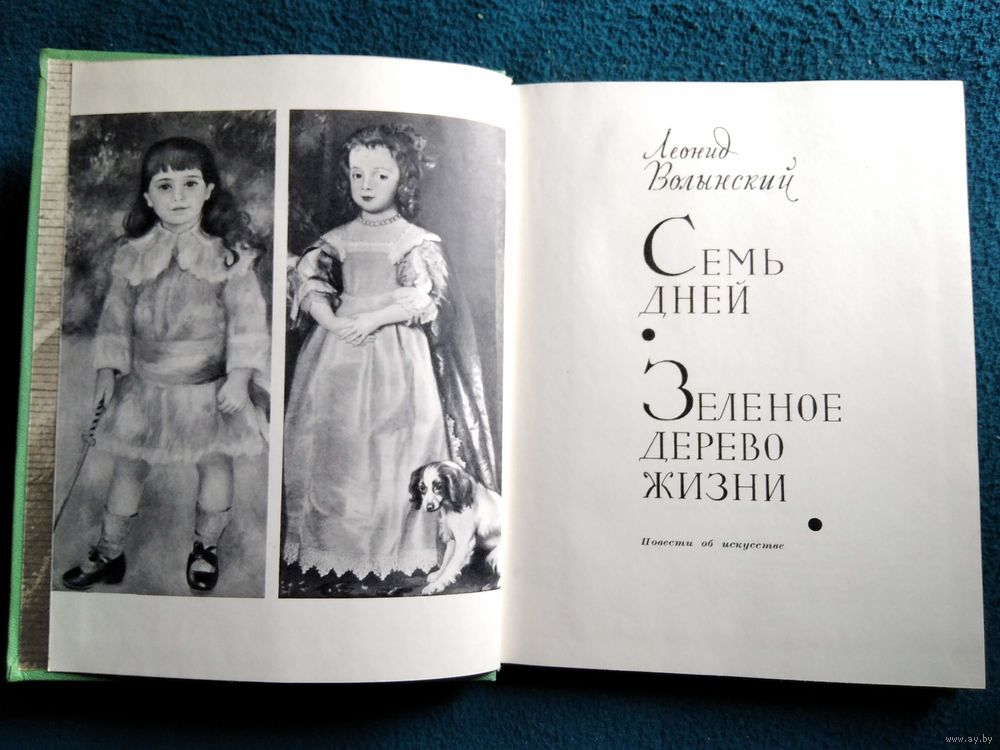 Леонид
Волынский
Семь
дней
Зеленое
дерево
жизни
Повести об искусстве
www.ay.by